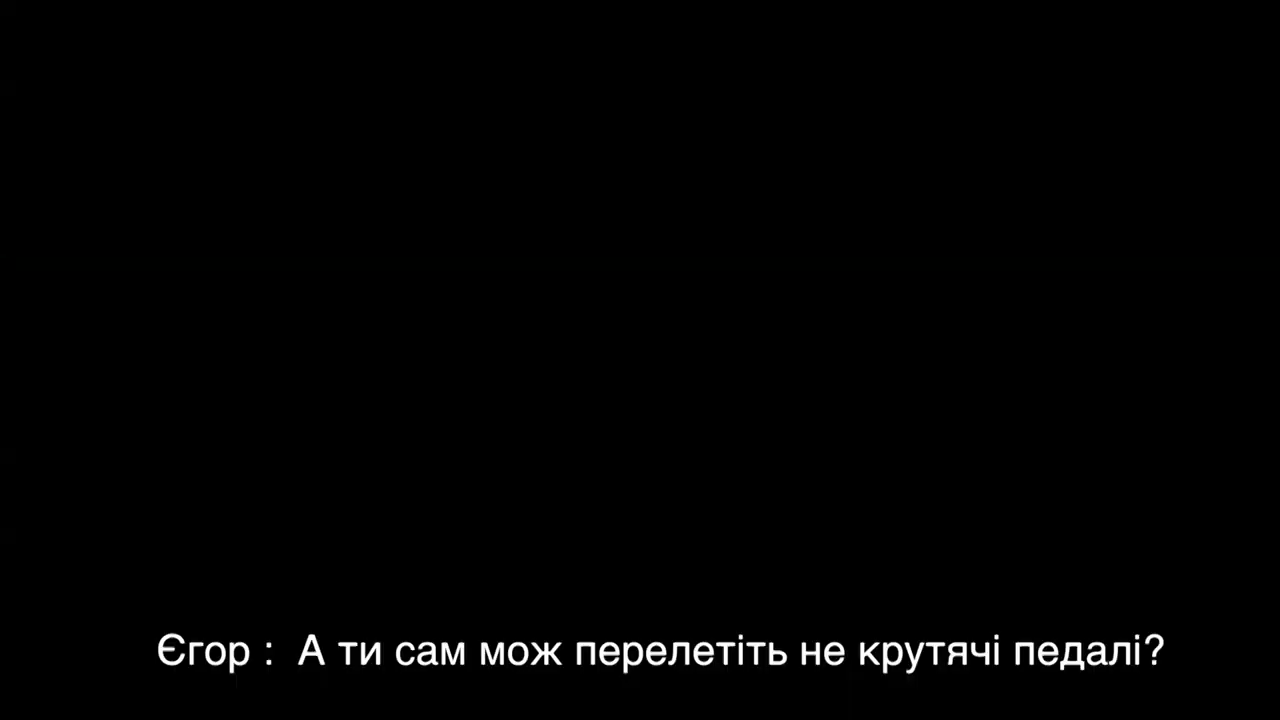 Єгор :  А ти сам мож перелетіть не крутячі педалі?